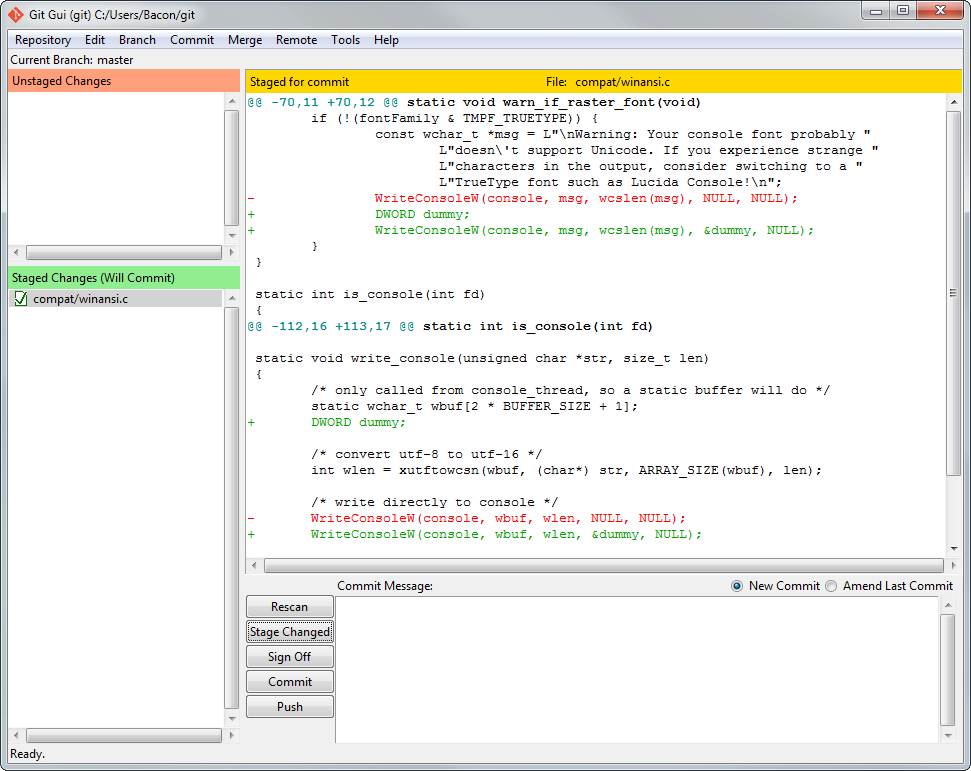 Git Gui (git) C:/Users/Bacon/git
Repository Edit Branch Commit Merge Remote Tools Help
Current Branch: master
Unstaged Changes
Staged Changes (Will Commit)
compat/winansi.c
Staged for commit File: compat/winansi.c
@@ -70,11 +70,12 @@ static void warn_if_raster_font(void)
if (!(fontFamily & TMPF_TRUETYPE)) {
const wchar_t *msg = L"\nWarning: Your console font probably "
L"doesn\'t support Unicode. If you experience strange "
L"characters in the output, consider switching to a "
L"TrueType font such as Lucida Console!\n";
- WriteConsoleW(console, msg, wcslen(msg), NULL, NULL);
+ DWORD dummy;
+ WriteConsoleW(console, msg, wcslen(msg), &dummy, NULL);
}
}
static int is_console(int fd)
{
@@ -112,16 +113,17 @@ static int is_console(int fd)
static void write_console(unsigned char *str, size_t len)
{
/* only called from console_thread, so a static buffer will do */
static wchar_t wbuf[2 * BUFFER_SIZE + 1];
+ DWORD dummy;
/* convert utf-8 to utf-16 */
int wlen = xutftowcsn(wbuf, (char*) str, ARRAY_SIZE(wbuf), len);
/* write directly to console */
- WriteConsoleW(console, wbuf, wlen, NULL, NULL);
+ WriteConsoleW(console, wbuf, wlen, &dummy, NULL);
Commit Message: New Commit Amend Last Commit
Rescan
Stage Changed
Sign Off
Commit
Push
Ready.